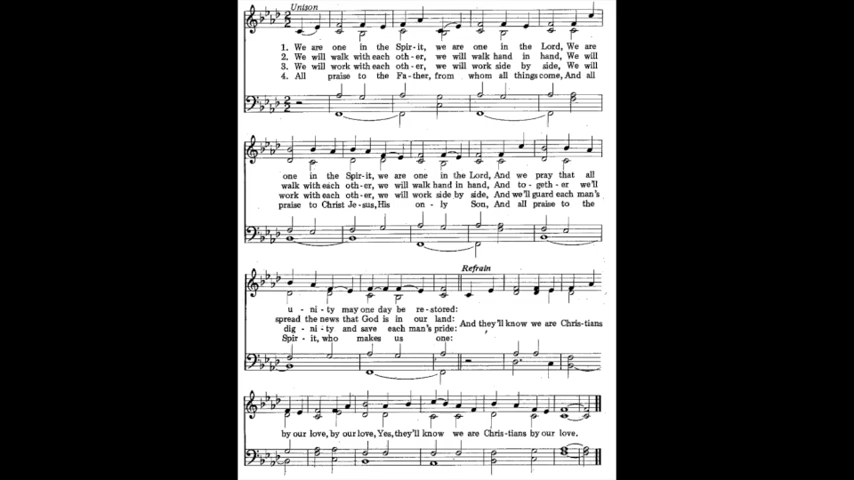 Unison
1. We are one in the Spir-it, we are one in the Lord, We are
2. We will walk with each oth-er, we will walk hand in hand, We will
3. We will work with each oth-er, we will work side by side, We will
4. All praise to the Fa-ther, from whom all things come, And all
one in the Spir-it, we are one in the Lord, And we pray that all
walk with each oth-er, we will walk hand in hand, And to-geth-er we'll
work with each oth-er, we will work side by side, And we'll guard each man's
praise to Christ Je-sus, His on-ly Son, And all praise to the
Refrain
u-ni-ty may one day be re-stored:
spread the news that God is in our land:
dig-ni-ty and save each man's pride:
Spir-it, who makes us one:
And they'll know we are Chris-tians
by our love, by our love, Yes, they'll know we are Chris-tians by our love.